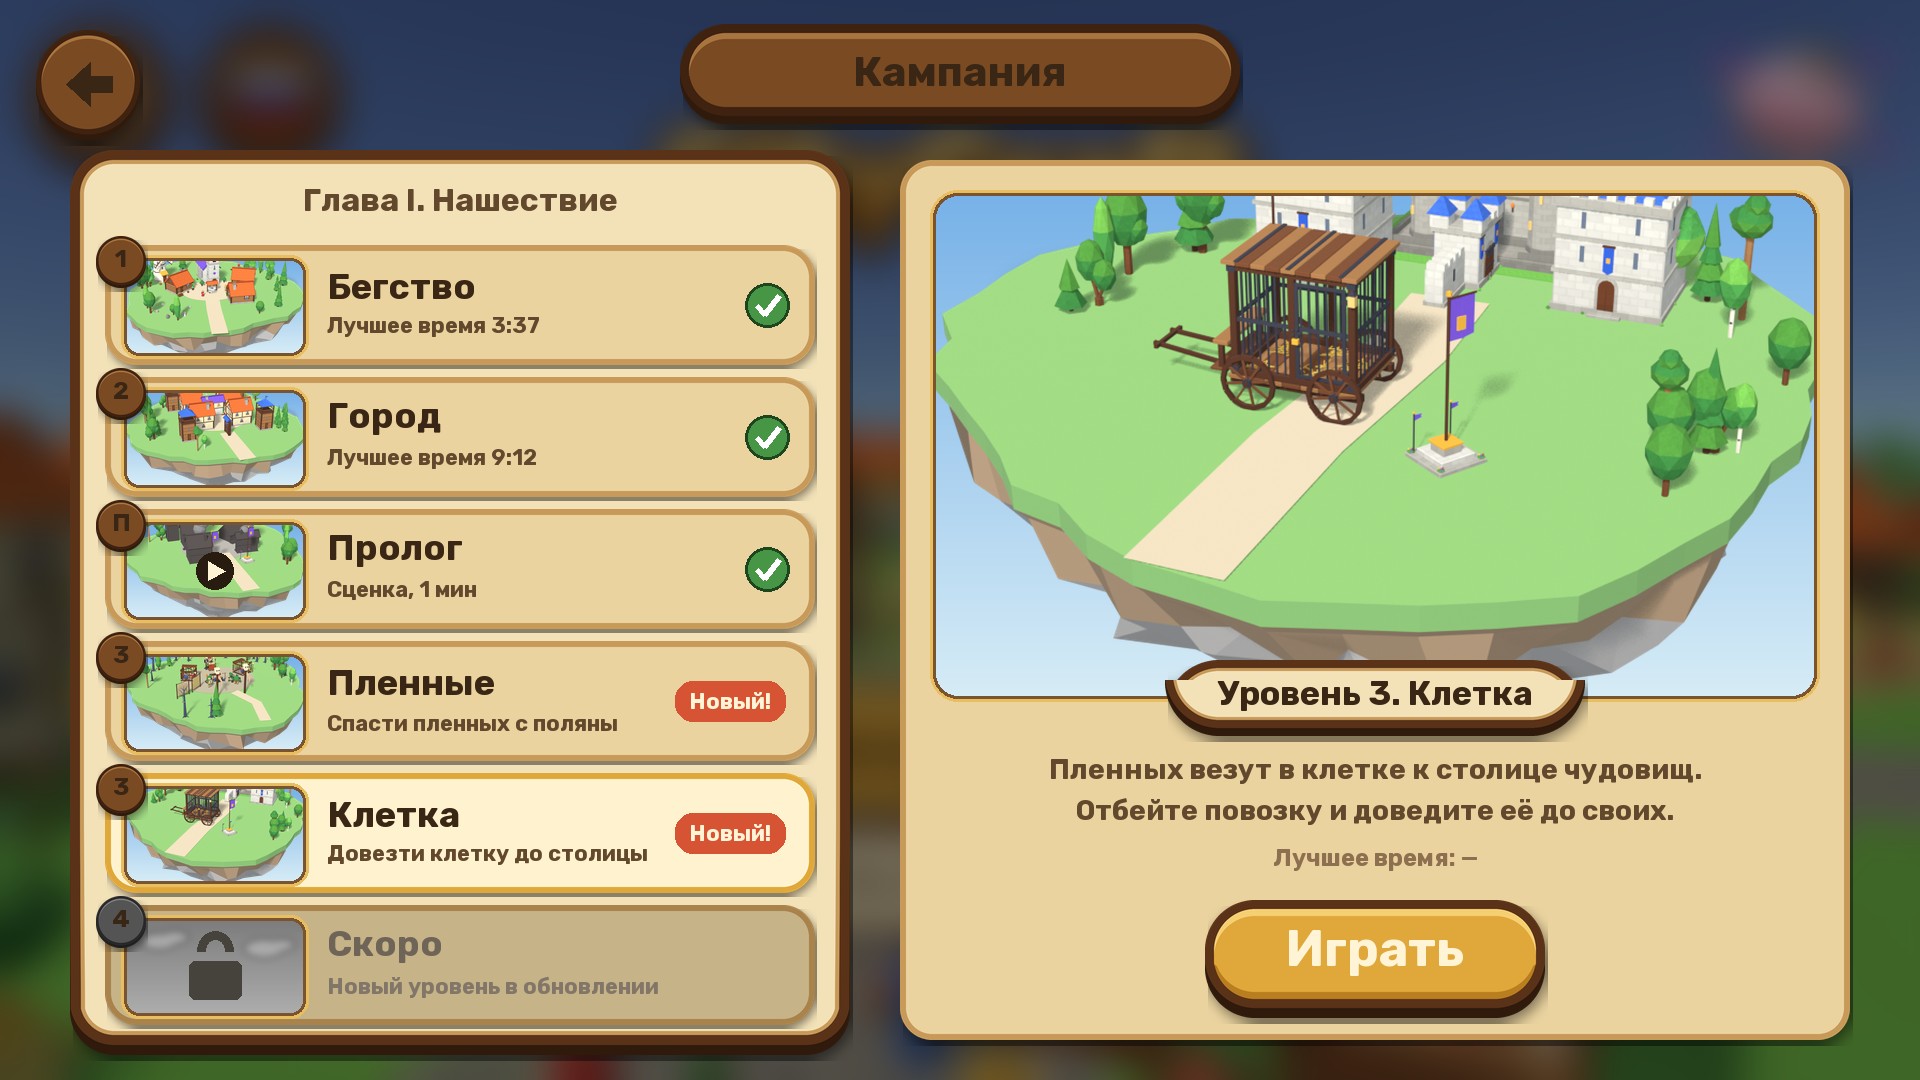 Кампания
Глава I. Нашествие
1
Бегство
Лучшее время 3:37
2
Город
Лучшее время 9:12
П
Пролог
Сценка, 1 мин
3
Пленные
Спасти пленных с поляны
Новый!
3
Клетка
Довезти клетку до столицы
Новый!
4
Скоро
Новый уровень в обновлении
Уровень 3. Клетка
Пленных везут в клетке к столице чудовищ.
Отбейте повозку и доведите её до своих.
Лучшее время: —
Играть